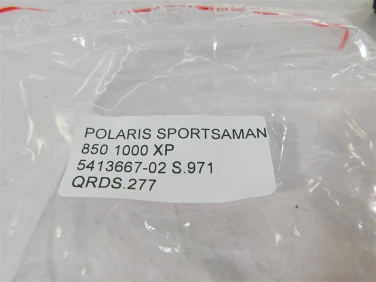 POLARIS SPORTSAMAN
850 1000 XP
5413667-02 S.971
QRDS.277